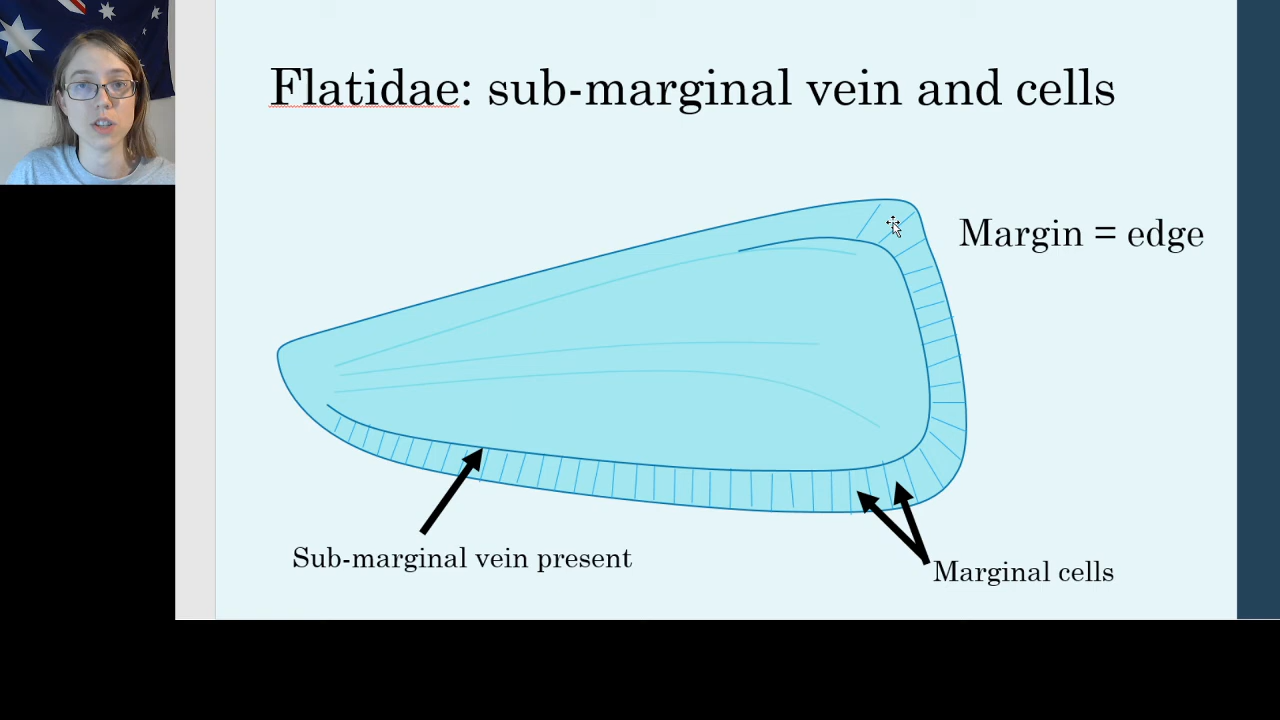 Flatidae: sub-marginal vein and cells
Margin = edge
Sub-marginal vein present
Marginal cells